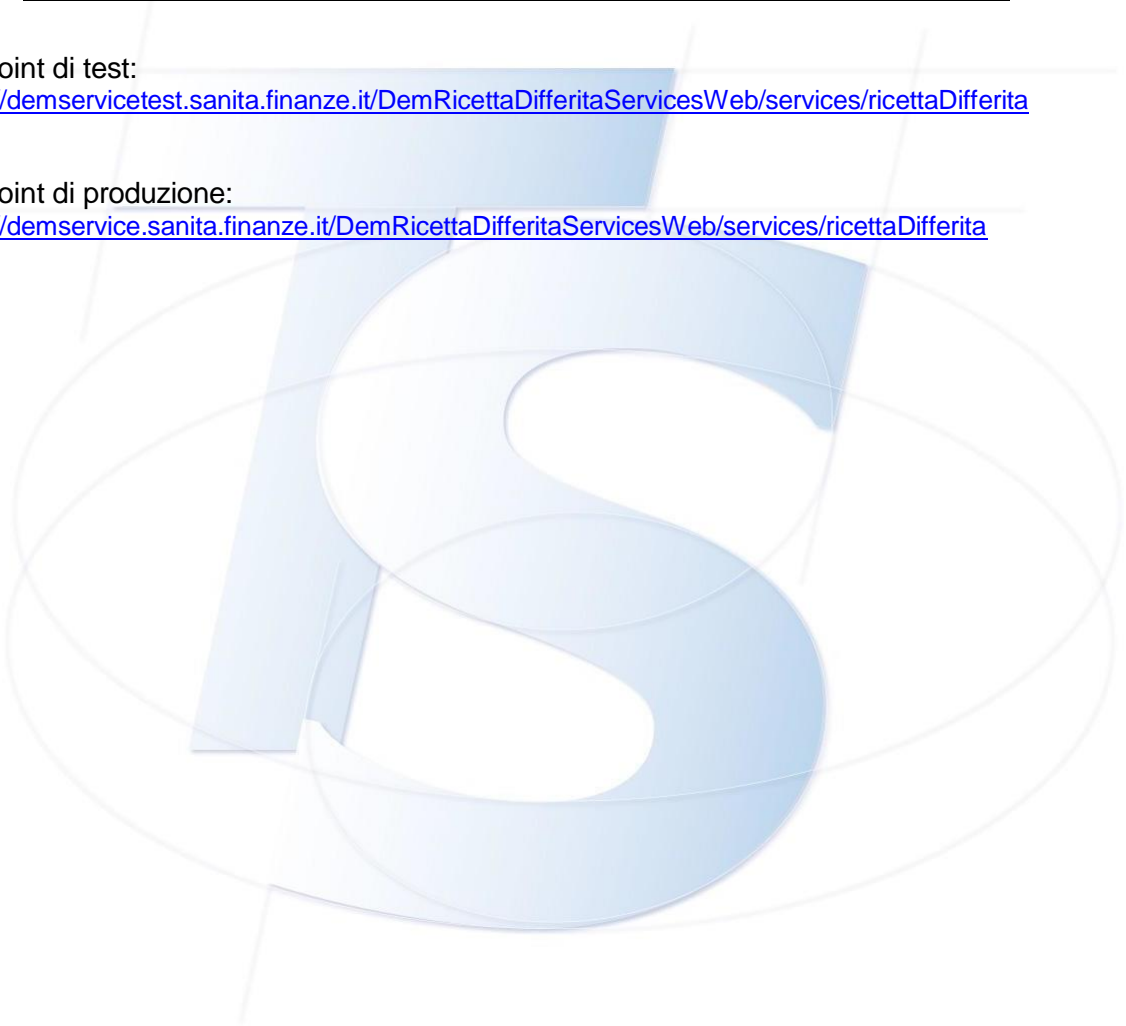 oint di test:
//demservicetest.sanita.finanze.it/DemRicettaDifferitaServicesWeb/services/ricettaDifferita
oint di produzione:
//demservice.sanita.finanze.it/DemRicettaDifferitaServicesWeb/services/ricettaDifferita
TS